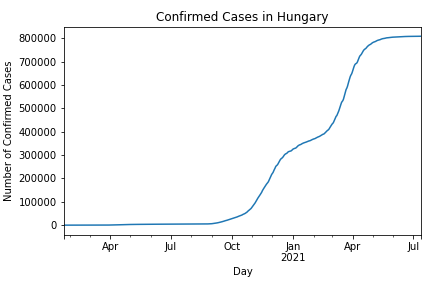 Confirmed Cases in Hungary
Number of Confirmed Cases
800000
700000
600000
500000
400000
300000
200000
100000
0
Apr Jul Oct Jan Apr Jul
2021
Day